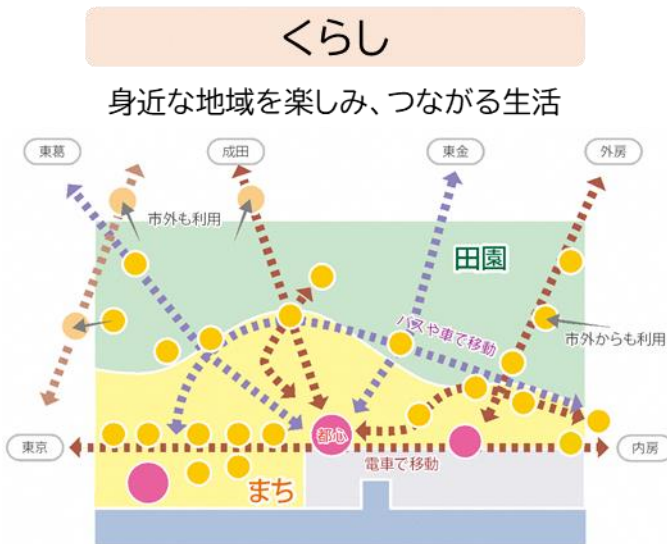 くらし
身近な地域を楽しみ、つながる生活
東葛
成田
東金
外房
市外も利用
田園
バスや車で移動
市外からも利用
都心
東京
内房
電車で移動
まち